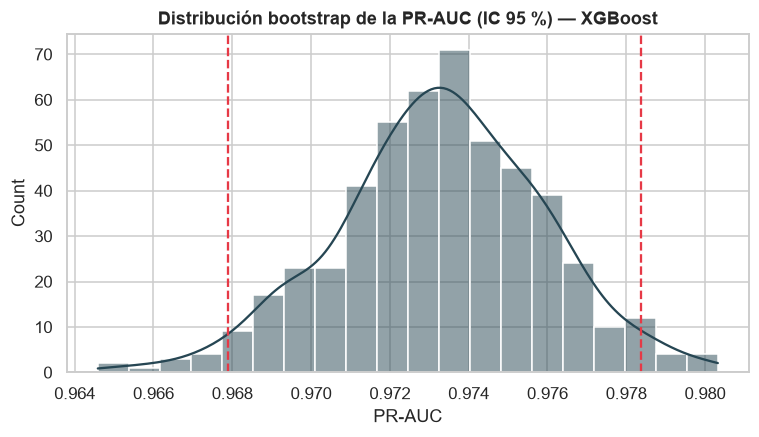 Distribución bootstrap de la PR-AUC (IC 95 %) — XGBoost
70
60
50
40
30
20
10
0
Count
0.964 0.966 0.968 0.970 0.972 0.974 0.976 0.978 0.980
PR-AUC